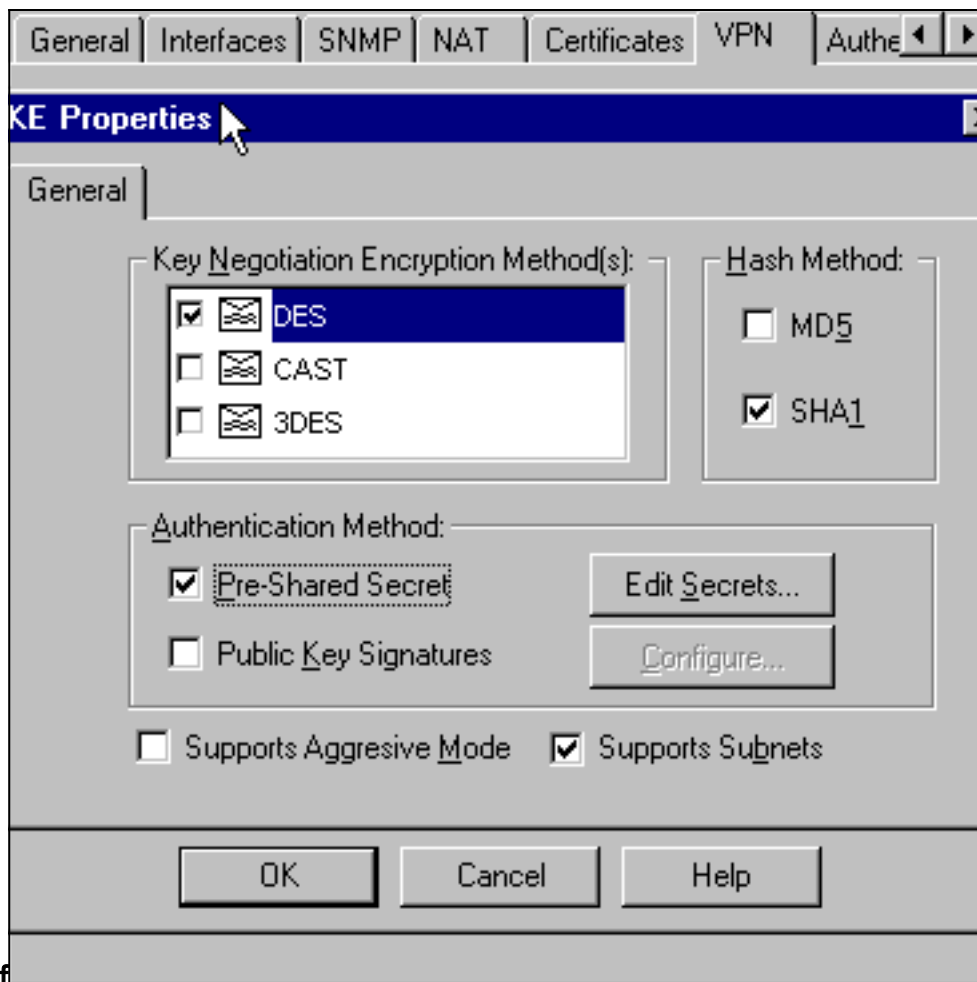 General Interfaces SNMP NAT Certificates VPN Authe
KE Properties
General
Key Negotiation Encryption Method(s):
DES
CAST
3DES
Hash Method:
MD5
SHA1
Authentication Method:
Pre-Shared Secret
Edit Secrets...
Public Key Signatures
Configure...
Supports Aggresive Mode
Supports Subnets
OK Cancel Help
f